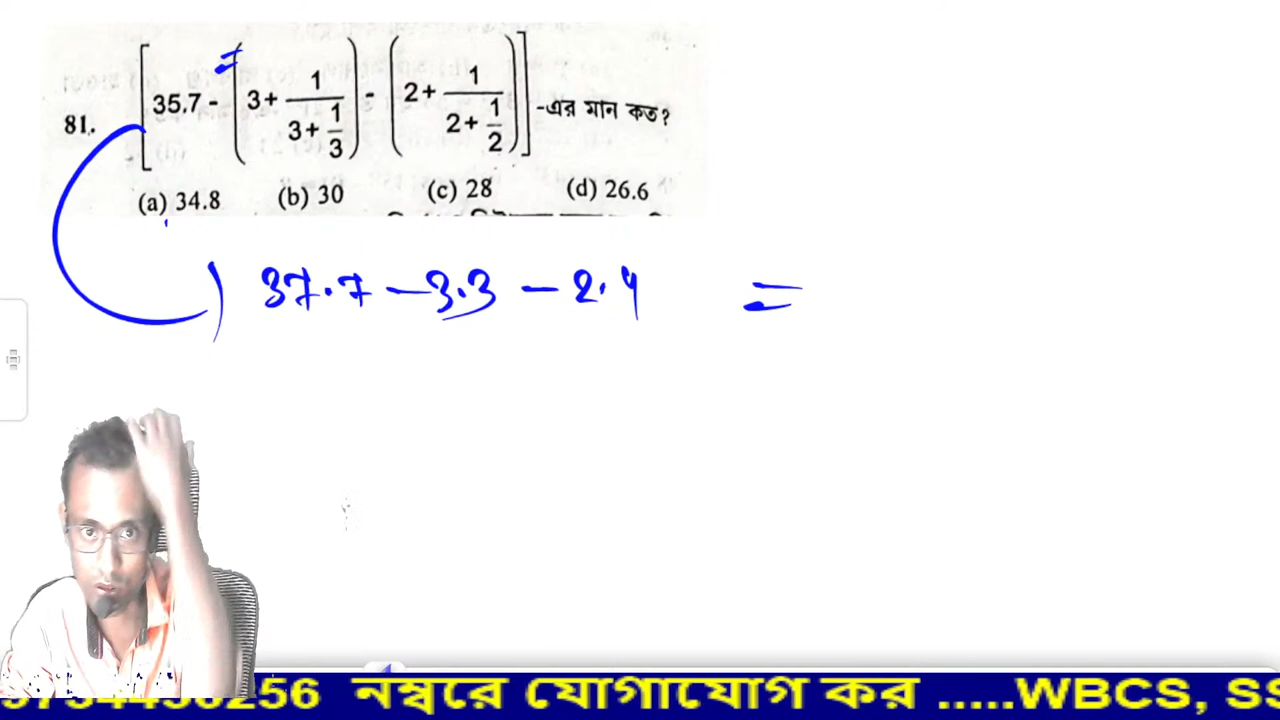 81. [35.7 - (3 + 1/(3 + 1/3)) - (2 + 1/(2 + 1/2))] -এর মান কত?
(a) 34.8 (b) 30 (c) 28 (d) 26.6
37.7 - 3.3 - 2.4 =
নম্বরে যোগাযোগ কর .....WBCS, SS